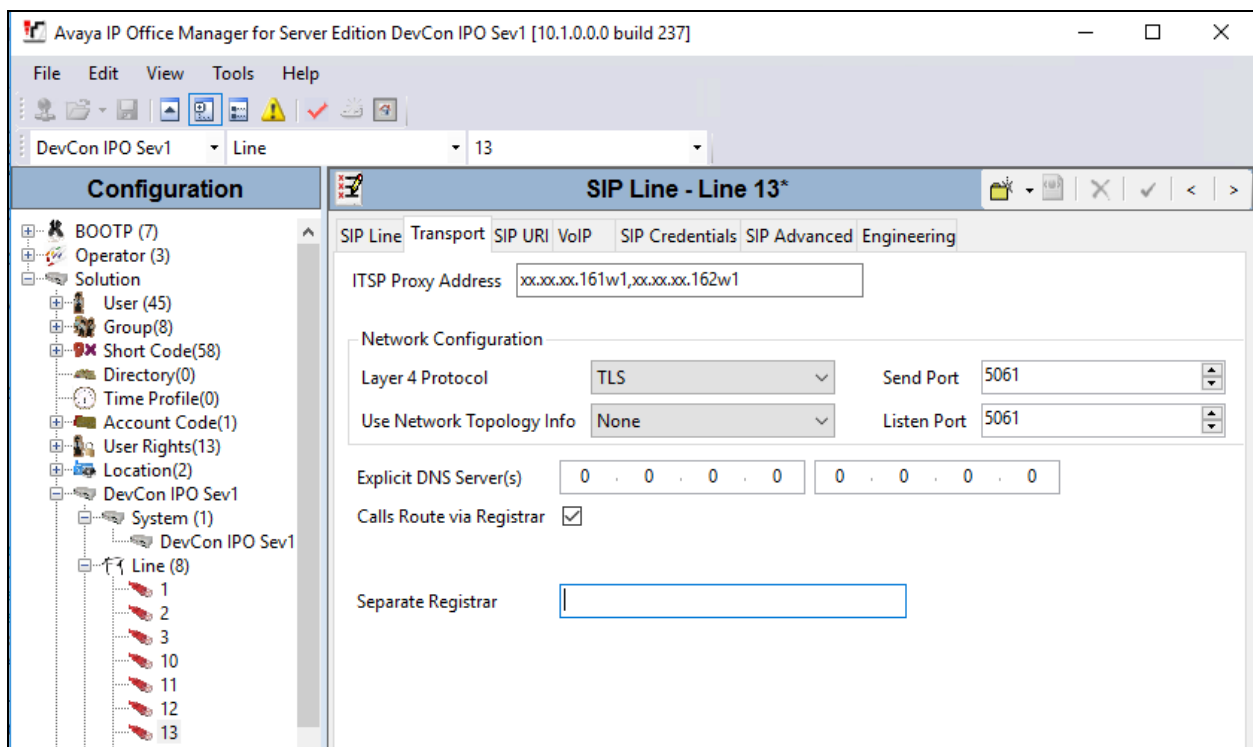 Avaya IP Office Manager for Server Edition DevCon IPO Sev1 [10.1.0.0.0 build 237]
File Edit View Tools Help
DevCon IPO Sev1 Line 13
Configuration
BOOTP (7)
Operator (3)
Solution
User (45)
Group(8)
Short Code(58)
Directory(0)
Time Profile(0)
Account Code(1)
User Rights(13)
Location(2)
DevCon IPO Sev1
System (1)
DevCon IPO Sev1
Line (8)
1
2
3
10
11
12
13
SIP Line - Line 13*
SIP Line Transport SIP URI VoIP SIP Credentials SIP Advanced Engineering
ITSP Proxy Address xx.xx.xx.161w1,xx.xx.xx.162w1
Network Configuration
Layer 4 Protocol TLS Send Port 5061
Use Network Topology Info None Listen Port 5061
Explicit DNS Server(s) 0 . 0 . 0 . 0 0 . 0 . 0 . 0
Calls Route via Registrar
Separate Registrar